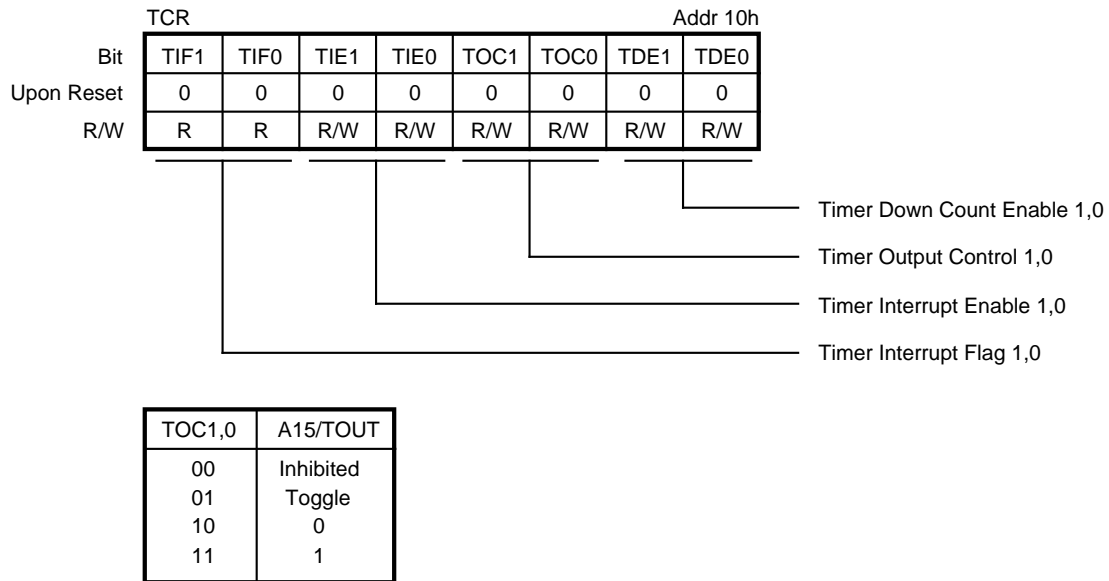 TCR Addr 10h
Bit TIF1 TIF0 TIE1 TIE0 TOC1 TOC0 TDE1 TDE0
Upon Reset 0 0 0 0 0 0 0 0
R/W R R R/W R/W R/W R/W R/W R/W
Timer Down Count Enable 1,0
Timer Output Control 1,0
Timer Interrupt Enable 1,0
Timer Interrupt Flag 1,0
TOC1,0 A15/TOUT
00 Inhibited
01 Toggle
10 0
11 1